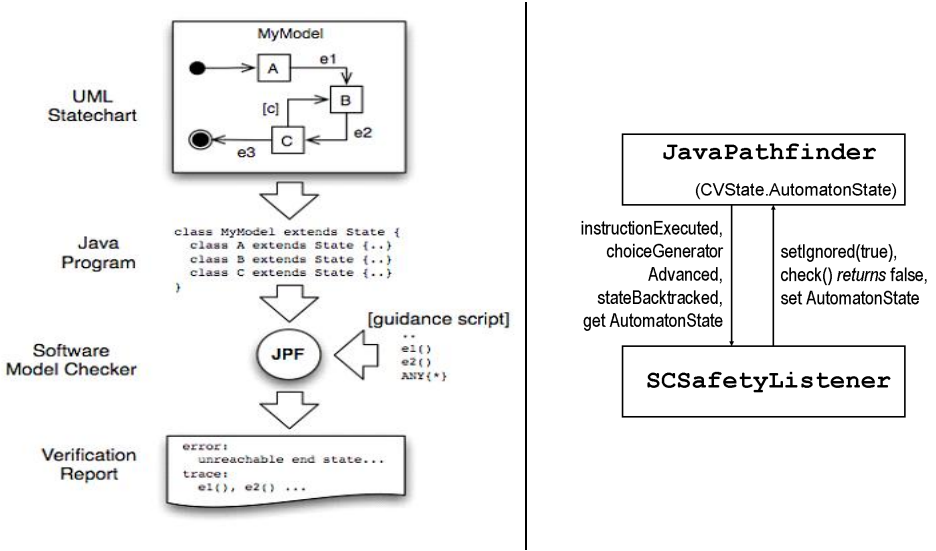 MyModel
A
e1
B
[c]
C
e2
e3
UML
Statechart
class MyModel extends State {
class A extends State {..}
class B extends State {..}
class C extends State {..}
}
Java
Program
[guidance script]
..
e1()
e2()
ANY{*}
JPF
Software
Model Checker
error:
unreachable end state...
trace:
e1(), e2() ...
Verification
Report
JavaPathfinder
(CVState.AutomatonState)
instructionExecuted,
choiceGenerator
Advanced,
stateBacktracked,
get AutomatonState
setIgnored(true),
check() returns false,
set AutomatonState
SCSafetyListener